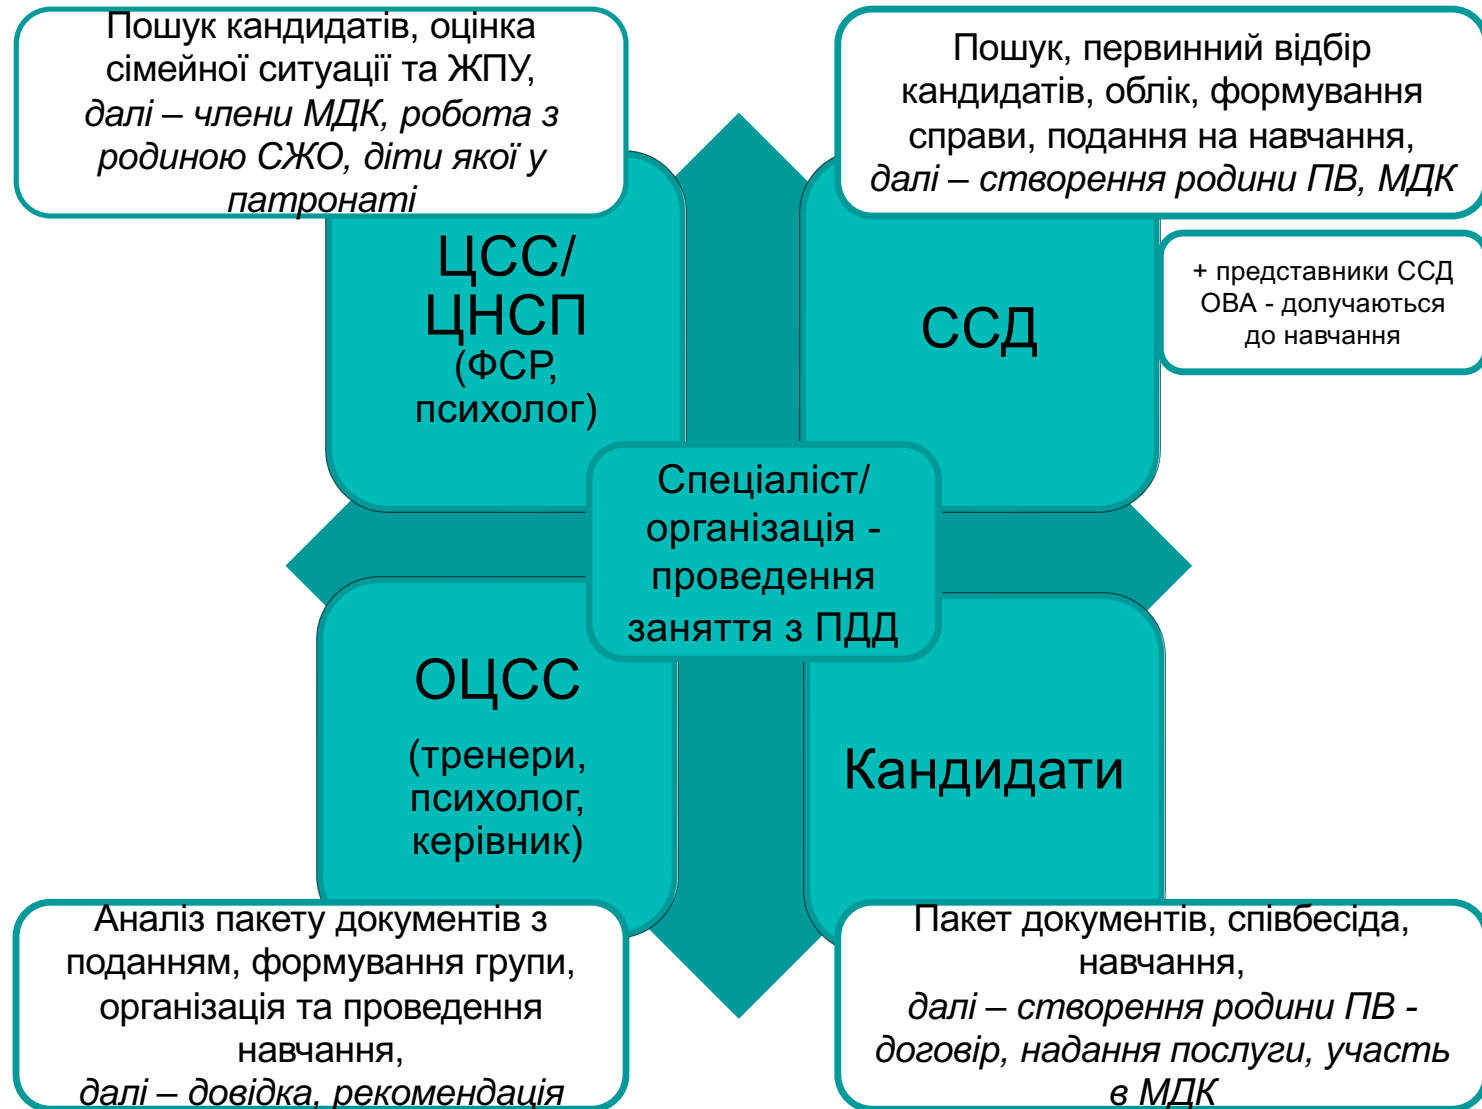 Пошук кандидатів, оцінка
сімейної ситуації та ЖПУ,
далі – члени МДК, робота з
родиною СЖО, діти якої у
патронаті
Пошук, первинний відбір
кандидатів, облік, формування
справи, подання на навчання,
далі – створення родини ПВ, МДК
+ представники ССД
ОВА - долучаються
до навчання
ЦСС/
ЦНСП
(ФСР,
психолог)
ССД
Спеціаліст/
організація -
проведення
заняття з ПДД
ОЦСС
(тренери,
психолог,
керівник)
Кандидати
Аналіз пакету документів з
поданням, формування групи,
організація та проведення
навчання,
далі – довідка, рекомендація
Пакет документів, співбесіда,
навчання,
далі – створення родини ПВ -
договір, надання послуги, участь
в МДК